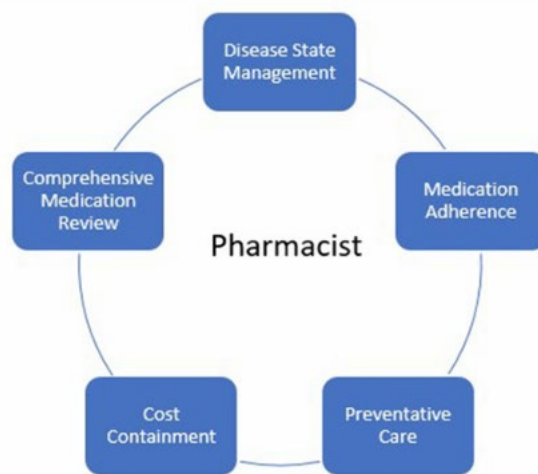 Disease State
Management
Comprehensive
Medication
Review
Medication
Adherence
Pharmacist
Cost
Containment
Preventative
Care